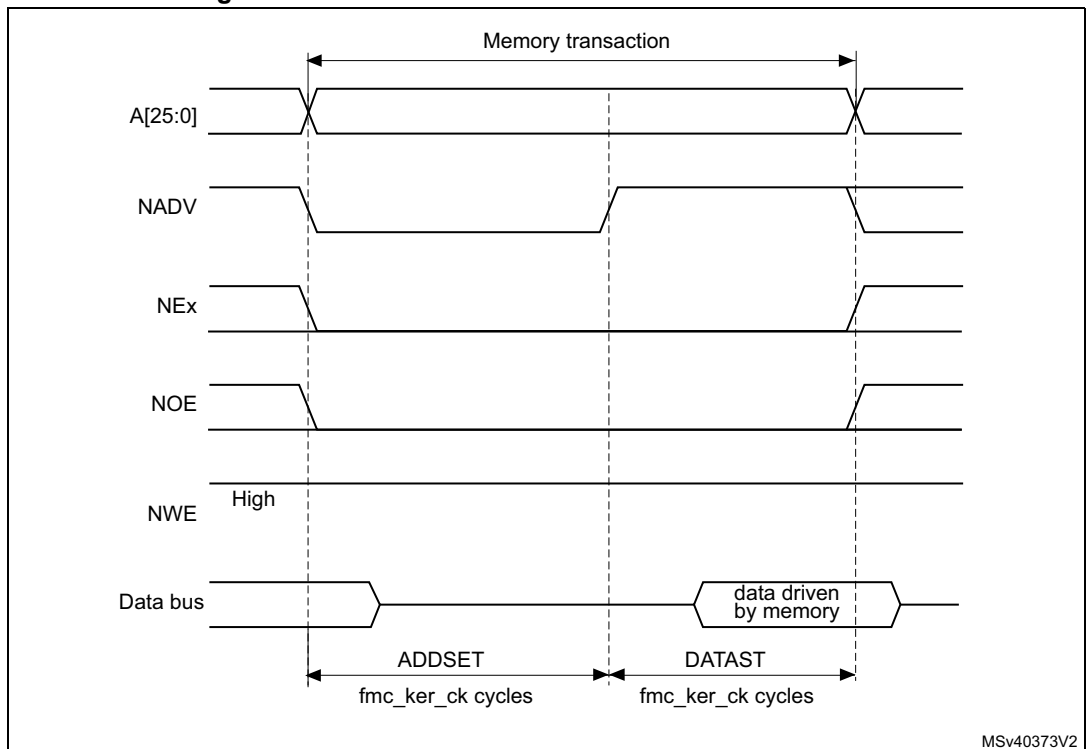 Memory transaction
A[25:0]
NADV
NEx
NOE
High
NWE
Data bus
data driven
by memory
ADDSET
DATAST
fmc_ker_ck cycles
fmc_ker_ck cycles
MSv40373V2